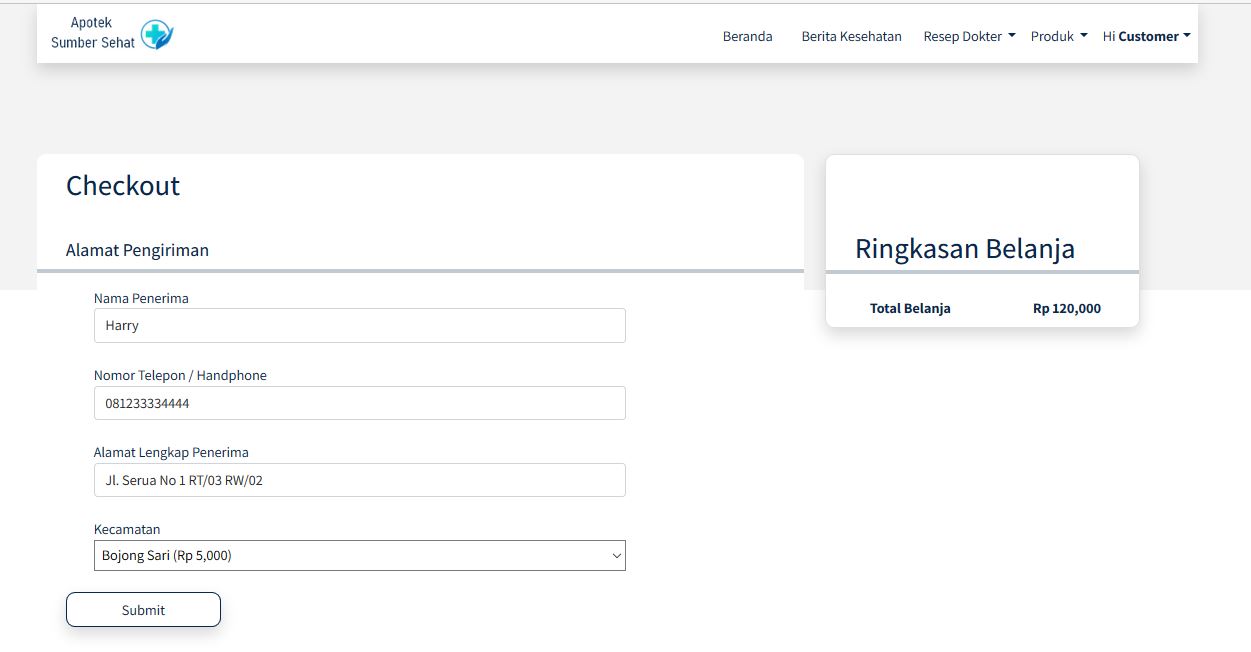 Apotek
Sumber Sehat
Beranda Berita Kesehatan Resep Dokter Produk Hi Customer
Checkout
Alamat Pengiriman
Nama Penerima
Harry
Nomor Telepon / Handphone
081233334444
Alamat Lengkap Penerima
Jl. Serua No 1 RT/03 RW/02
Kecamatan
Bojong Sari (Rp 5,000)
Submit
Ringkasan Belanja
Total Belanja Rp 120,000